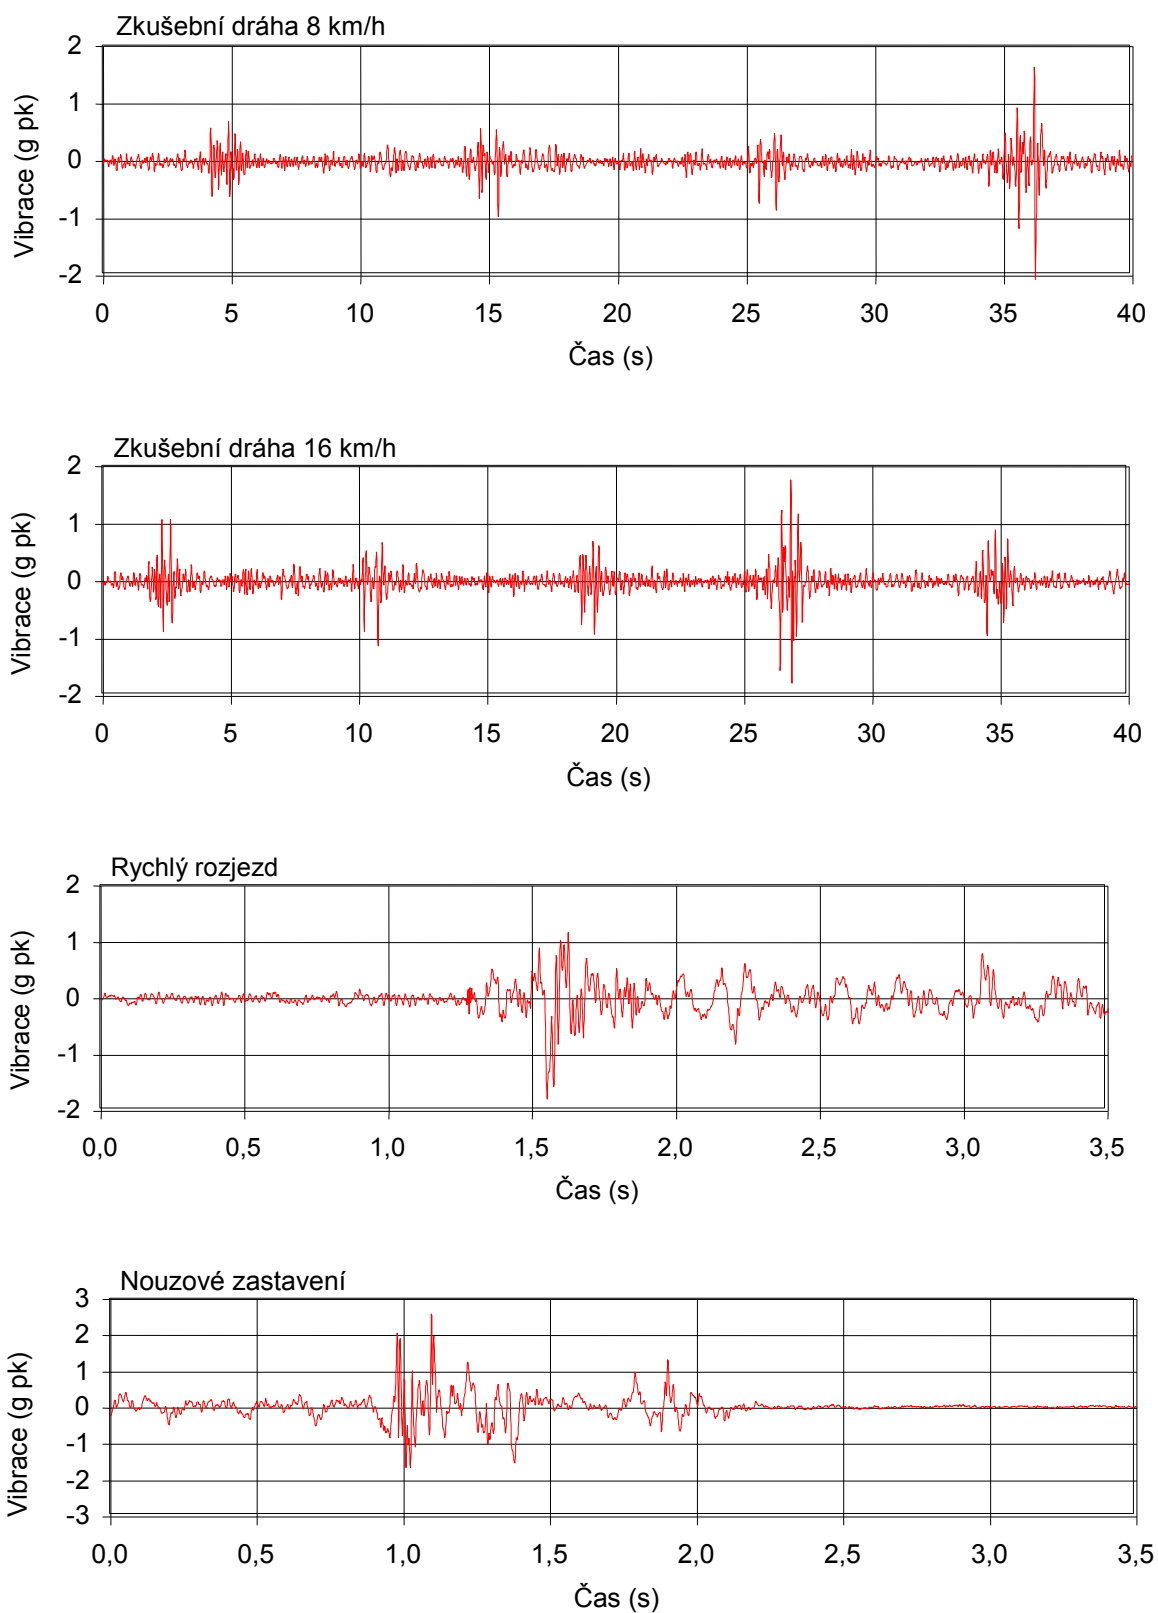 Zkušební dráha 8 km/h
2
1
0
-1
-2
Vibrace (g pk)
0 5 10 15 20 25 30 35 40
Čas (s)
Zkušební dráha 16 km/h
2
1
0
-1
-2
Vibrace (g pk)
0 5 10 15 20 25 30 35 40
Čas (s)
Rychlý rozjezd
2
1
0
-1
-2
Vibrace (g pk)
0,0 0,5 1,0 1,5 2,0 2,5 3,0 3,5
Čas (s)
Nouzové zastavení
3
2
1
0
-1
-2
-3
Vibrace (g pk)
0,0 0,5 1,0 1,5 2,0 2,5 3,0 3,5
Čas (s)